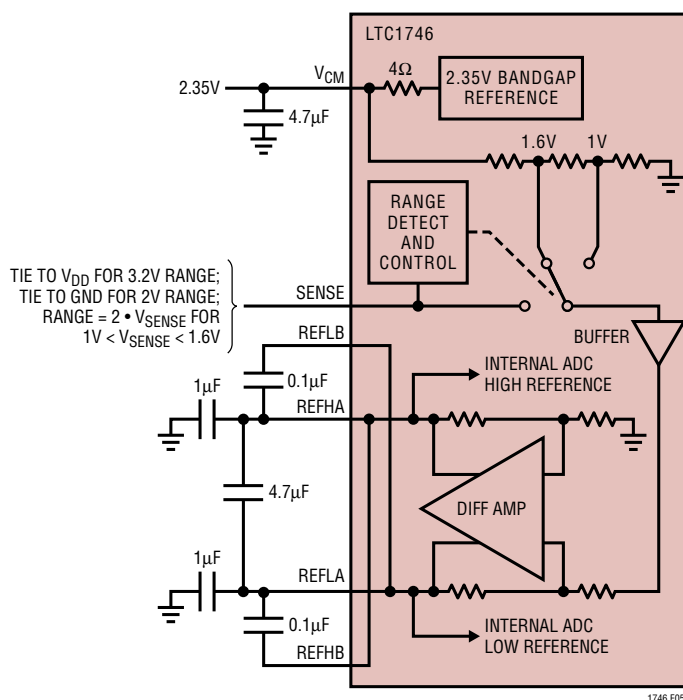 LTC1746
2.35V
V_CM
4Ω
2.35V BANDGAP
REFERENCE
4.7µF
1.6V
1V
RANGE
DETECT
AND
CONTROL
TIE TO V_DD FOR 3.2V RANGE;
TIE TO GND FOR 2V RANGE;
RANGE = 2 • V_SENSE FOR
1V < V_SENSE < 1.6V
SENSE
BUFFER
REFLB
INTERNAL ADC
HIGH REFERENCE
1µF
0.1µF
REFHA
4.7µF
DIFF AMP
1µF
REFLA
0.1µF
INTERNAL ADC
LOW REFERENCE
REFHB
1746 F05